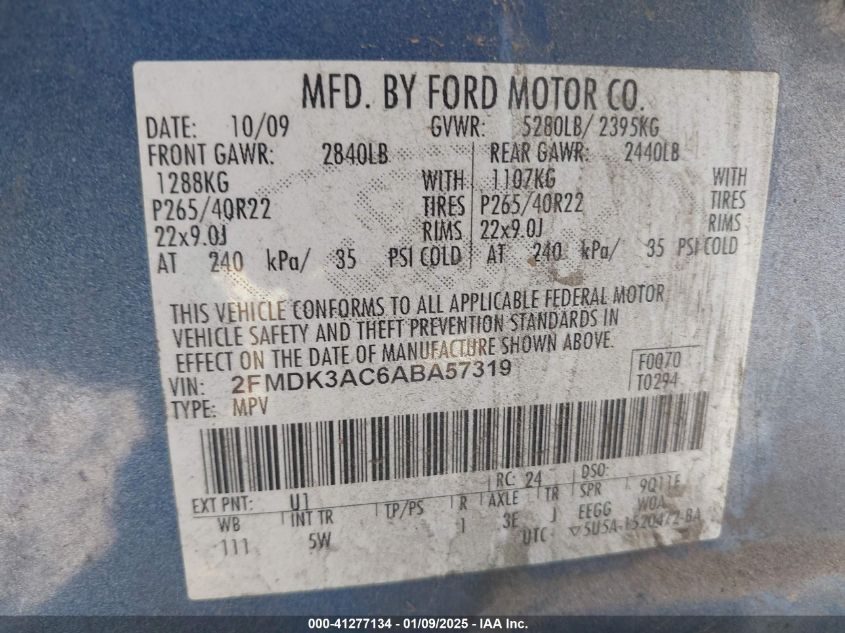 MFD. BY FORD MOTOR CO.
DATE: 10/09 GVWR: 5280LB/ 2395KG
FRONT GAWR: 2840LB REAR GAWR: 2440LB
1288KG WITH 1107KG WITH
P265/40R22 TIRES P265/40R22 TIRES
22x9.0J RIMS 22x9.0J RIMS
AT 240 kPa/ 35 PSI COLD AT 240 kPa/ 35 PSI COLD
THIS VEHICLE CONFORMS TO ALL APPLICABLE FEDERAL MOTOR
VEHICLE SAFETY AND THEFT PREVENTION STANDARDS IN
EFFECT ON THE DATE OF MANUFACTURE SHOWN ABOVE.
VIN: 2FMDK3AC6ABA57319 F0070
TYPE: MPV T0294
EXT PNT: U1 RC: 24 DSO:
WB INT TR TP/PS R AXLE TR SPR 9Q11E
111 5W 1 3E J EEGG WOA
UTC 5U5A-1520472-BA
000-41277134 - 01/09/2025 - IAA Inc.